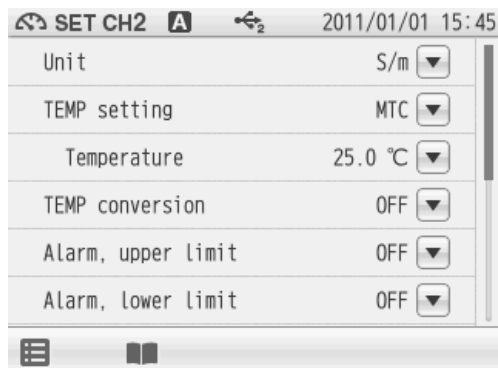 SET CH2 A 2 2011/01/01 15:45
Unit S/m
TEMP setting MTC
Temperature 25.0 ℃
TEMP conversion OFF
Alarm, upper limit OFF
Alarm, lower limit OFF